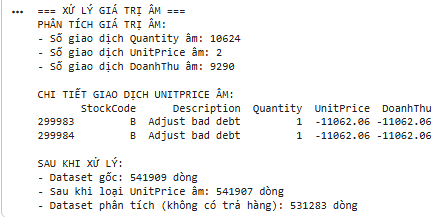 ... === XỬ LÝ GIÁ TRỊ ÂM ===
PHÂN TÍCH GIÁ TRỊ ÂM:
- Số giao dịch Quantity âm: 10624
- Số giao dịch UnitPrice âm: 2
- Số giao dịch DoanhThu âm: 9290
CHI TIẾT GIAO DỊCH UNITPRICE ÂM:
StockCode Description Quantity UnitPrice DoanhThu
299983 B Adjust bad debt 1 -11062.06 -11062.06
299984 B Adjust bad debt 1 -11062.06 -11062.06
SAU KHI XỬ LÝ:
- Dataset gốc: 541909 dòng
- Sau khi loại UnitPrice âm: 541907 dòng
- Dataset phân tích (không có trả hàng): 531283 dòng